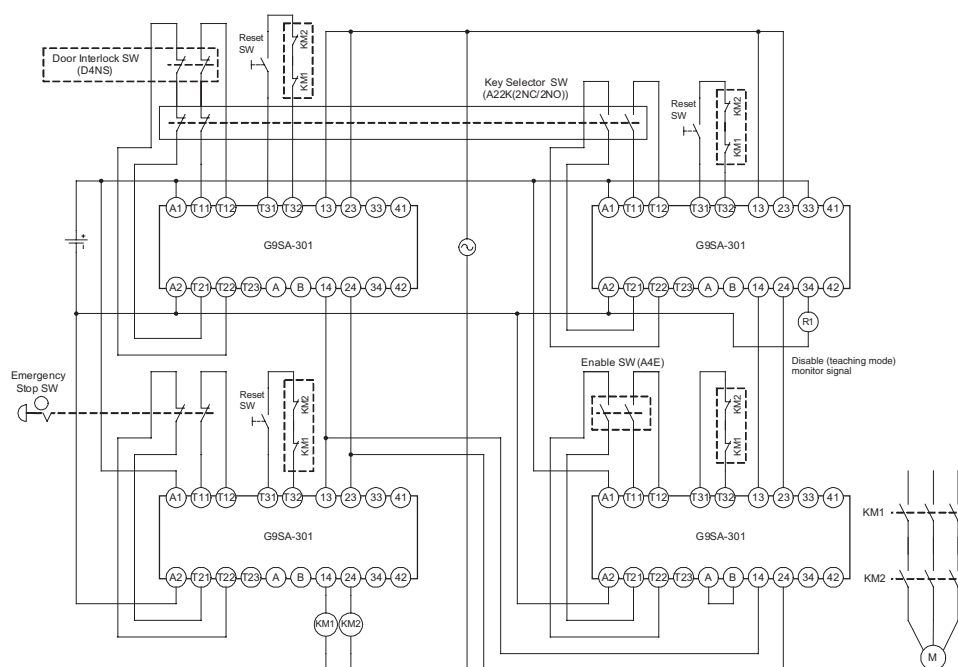 Door Interlock SW
(D4NS)
Reset
SW
KM2
KM1
Key Selector SW
(A22K(2NC/2NO))
Reset
SW
KM2
KM1
A1 T11 T12 T31 T32 13 23 33 41
G9SA-301
A2 T21 T22 T23 A B 14 24 34 42
A1 T11 T12 T31 T32 13 23 33 41
G9SA-301
A2 T21 T22 T23 A B 14 24 34 42
+
−
R1
Disable (teaching mode)
monitor signal
Emergency
Stop SW
Reset
SW
KM2
KM1
Enable SW (A4E)
KM2
KM1
A1 T11 T12 T31 T32 13 23 33 41
G9SA-301
A2 T21 T22 T23 A B 14 24 34 42
KM1 KM2
A1 T11 T12 T31 T32 13 23 33 41
G9SA-301
A2 T21 T22 T23 A B 14 24 34 42
KM1
KM2
M